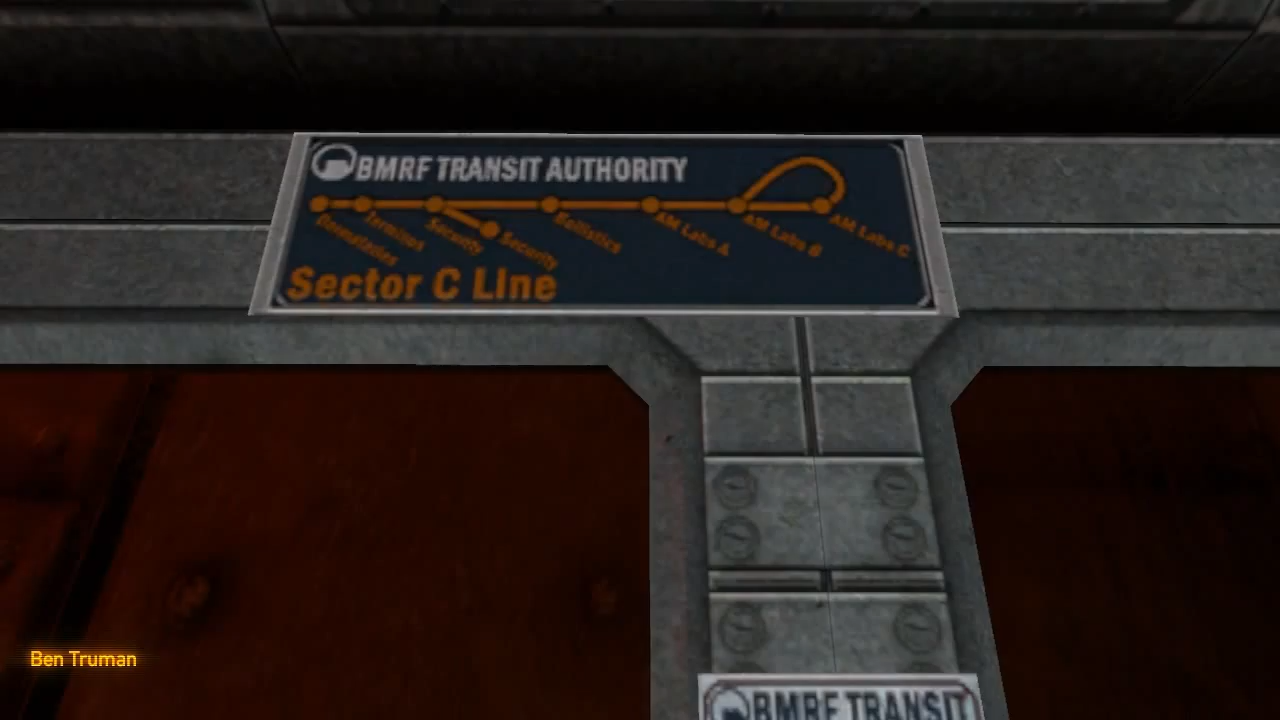 BMRF TRANSIT AUTHORITY
Dormitories
Terminus
Security
Security
Ballistics
AM Labs A
AM Labs B
AM Labs C
Sector C Line
Ben Truman
BMRF TRANSIT